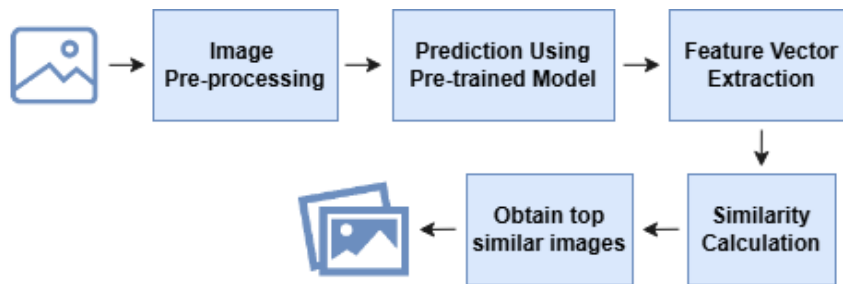 Image
Pre-processing
Prediction Using
Pre-trained Model
Feature Vector
Extraction
Similarity
Calculation
Obtain top
similar images